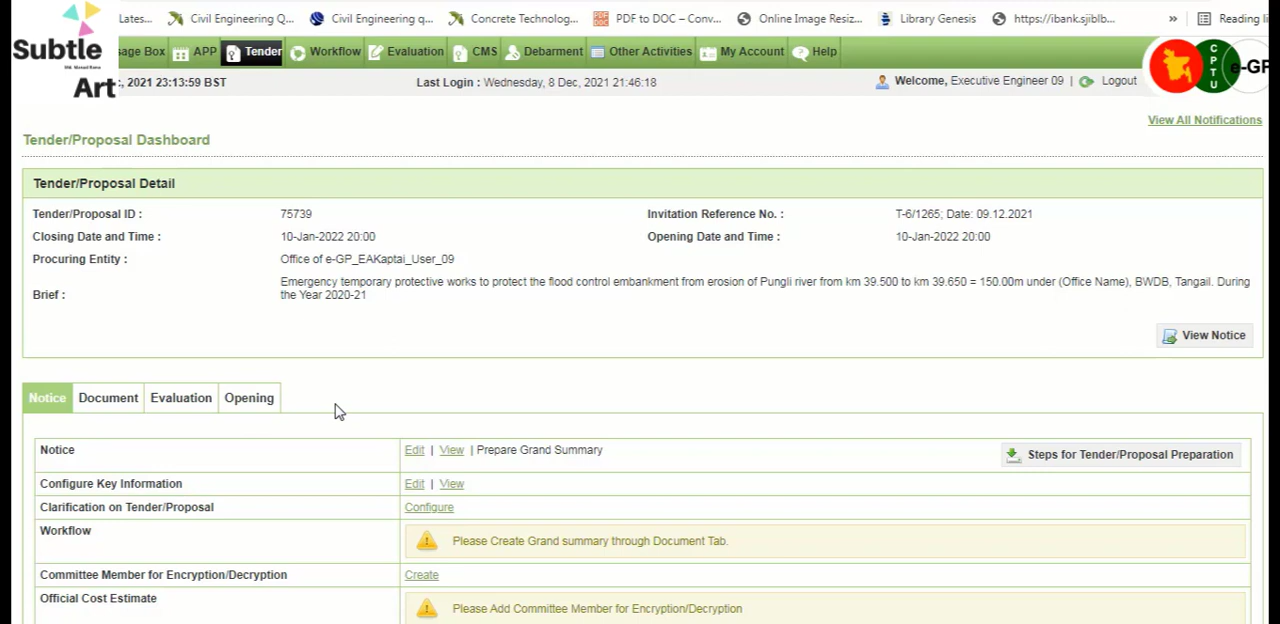 Lates...
Civil Engineering Q...
Civil Engineering q...
Concrete Technolog...
PDF to DOC – Conv...
Online Image Resiz...
Library Genesis
https://ibank.sjiblb...
»
Reading li
Subtle
Art
sage Box
APP
Tender
Workflow
Evaluation
CMS
Debarment
Other Activities
My Account
Help
CPTU
e-GP
, 2021 23:13:59 BST
Last Login : Wednesday, 8 Dec, 2021 21:46:18
Welcome, Executive Engineer 09 | Logout
View All Notifications
Tender/Proposal Dashboard
Tender/Proposal Detail
Tender/Proposal ID : 75739 Invitation Reference No. : T-6/1265; Date: 09.12.2021
Closing Date and Time : 10-Jan-2022 20:00 Opening Date and Time : 10-Jan-2022 20:00
Procuring Entity : Office of e-GP_EAKaptai_User_09
Brief : Emergency temporary protective works to protect the flood control embankment from erosion of Pungli river from km 39.500 to km 39.650 = 150.00m under (Office Name), BWDB, Tangail. During
the Year 2020-21
View Notice
Notice Document Evaluation Opening
Notice Edit | View | Prepare Grand Summary Steps for Tender/Proposal Preparation
Configure Key Information Edit | View
Clarification on Tender/Proposal Configure
Workflow Please Create Grand summary through Document Tab.
Committee Member for Encryption/Decryption Create
Official Cost Estimate Please Add Committee Member for Encryption/Decryption